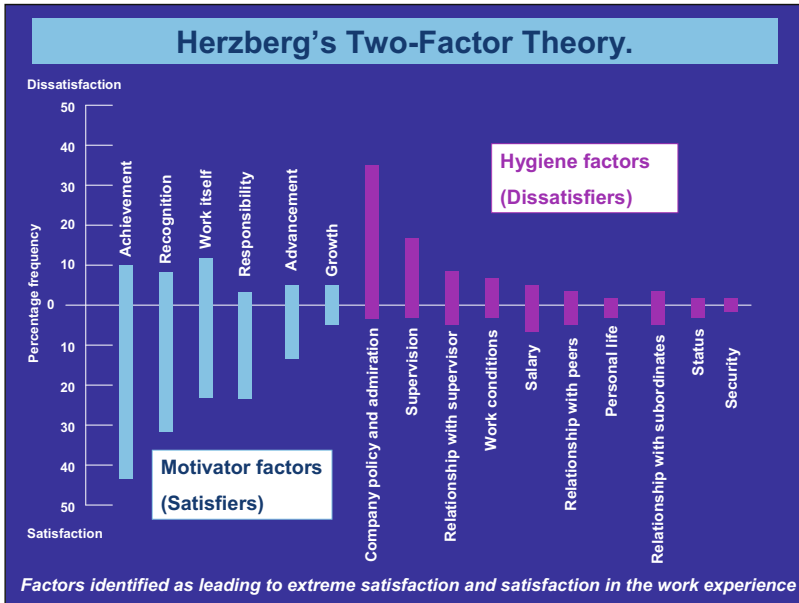 Herzberg's Two-Factor Theory.
Dissatisfaction
50
40
30
20
10
0
10
20
30
40
50
Satisfaction
Percentage frequency
Achievement
Recognition
Work itself
Responsibility
Advancement
Growth
Hygiene factors
(Dissatisfiers)
Company policy and admiration
Supervision
Relationship with supervisor
Work conditions
Salary
Relationship with peers
Personal life
Relationship with subordinates
Status
Security
Motivator factors
(Satisfiers)
Factors identified as leading to extreme satisfaction and satisfaction in the work experience